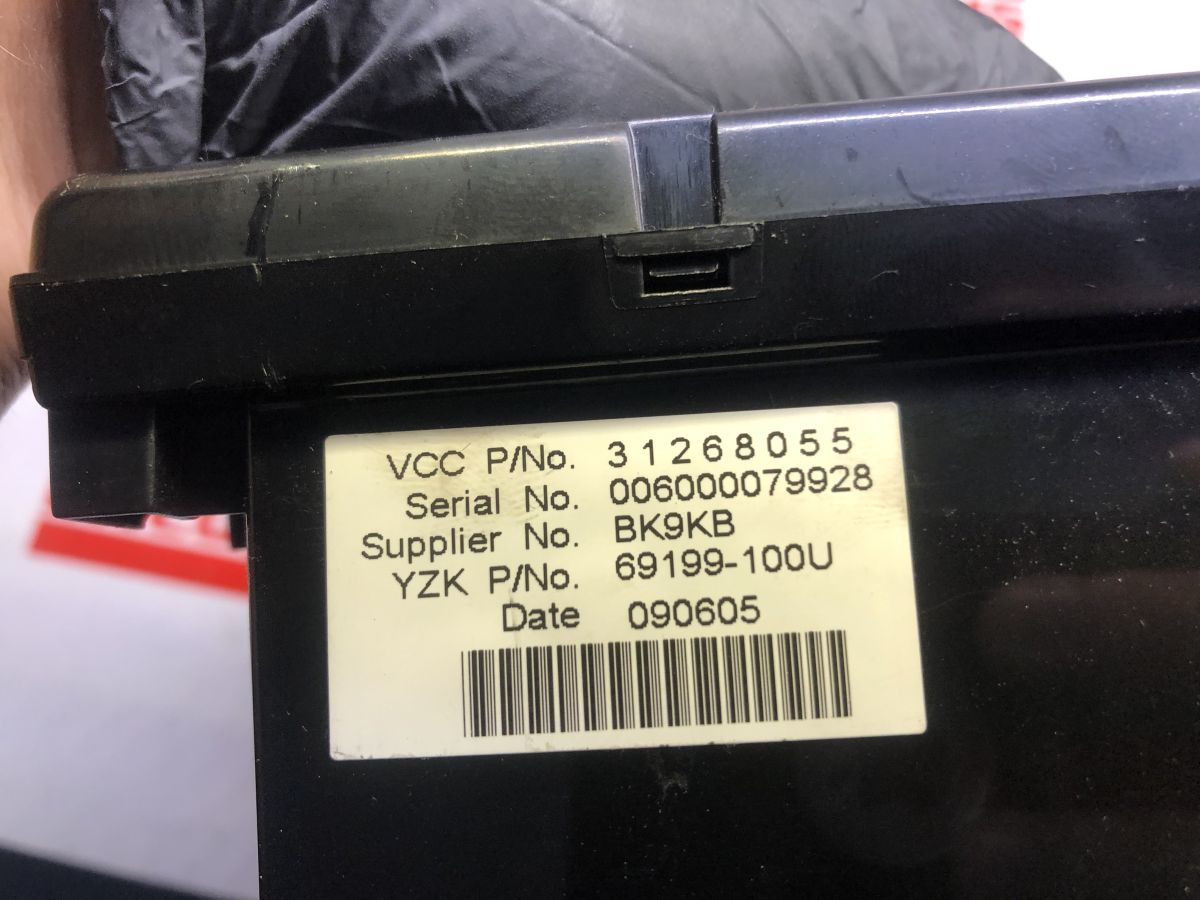 VCC P/No. 31268055
Serial No. 006000079928
Supplier No. BK9KB
YZK P/No. 69199-100U
Date 090605